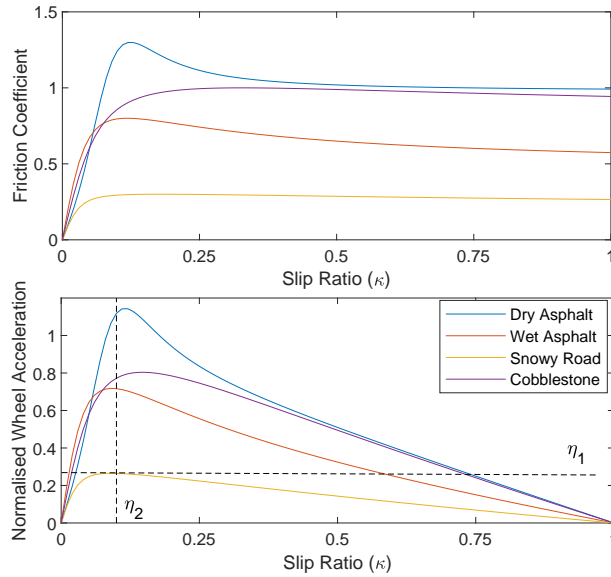 1.5
1
0.5
0
Friction Coefficient
0 0.25 0.5 0.75 1
Slip Ratio (κ)
1
0.8
0.6
0.4
0.2
0
Normalised Wheel Acceleration
Dry Asphalt
Wet Asphalt
Snowy Road
Cobblestone
η1
η2
0 0.25 0.5 0.75 1
Slip Ratio (κ)